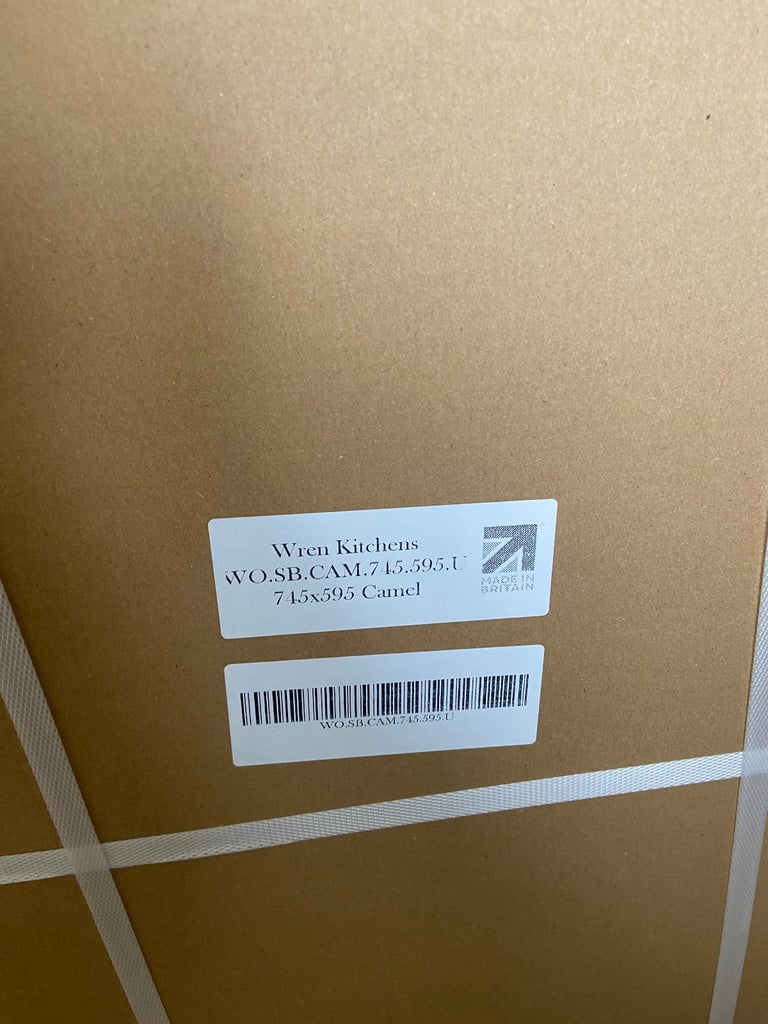 Wren Kitchens
WO.SB.CAM.745.595.U
745x595 Camel
MADE IN
BRITAIN
WO.SB.CAM.745.595.U